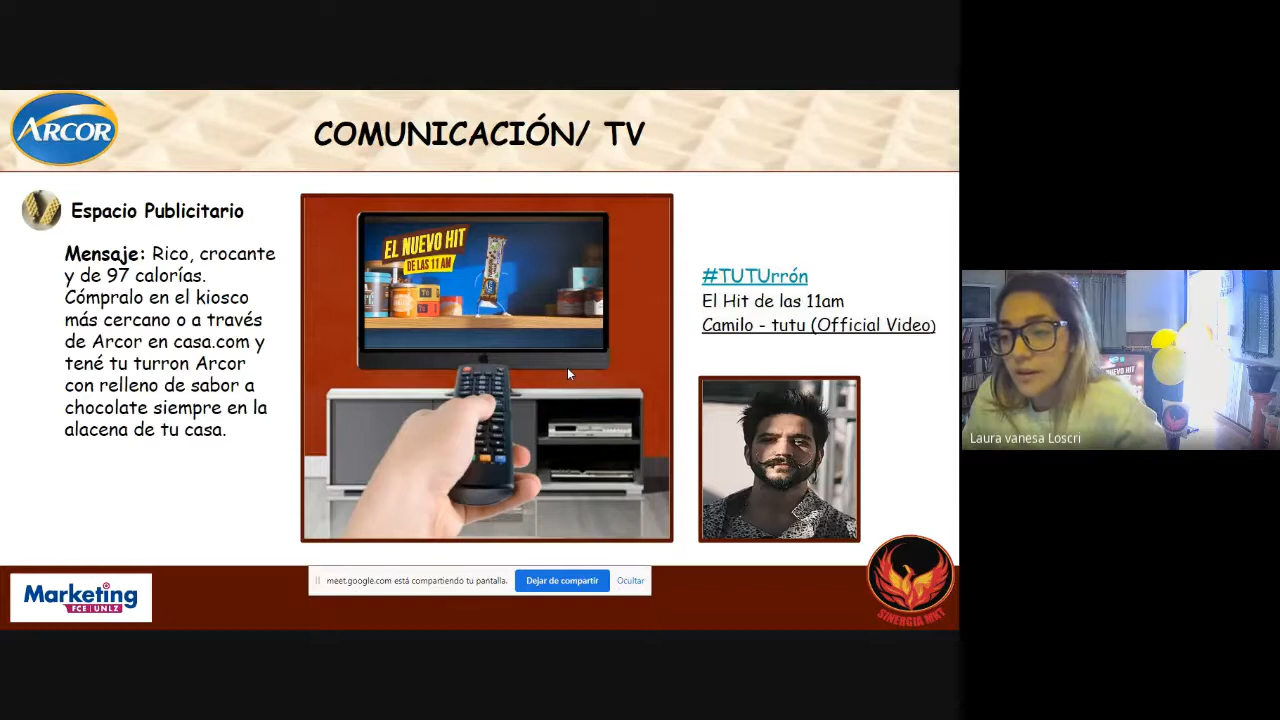 ARCOR
COMUNICACIÓN/ TV
Espacio Publicitario
Mensaje: Rico, crocante
y de 97 calorías.
Cómpralo en el kiosco
más cercano o a través
de Arcor en casa.com y
tené tu turron Arcor
con relleno de sabor a
chocolate siempre en la
alacena de tu casa.
EL NUEVO HIT
DE LAS 11 AM
#TUTUrrón
El Hit de las 11am
Camilo - tutu (Official Video)
Laura vanesa Loscri
Marketing
FCE | UNLZ
meet.google.com está compartiendo tu pantalla.
Dejar de compartir
Ocultar
SINERGIA MKT